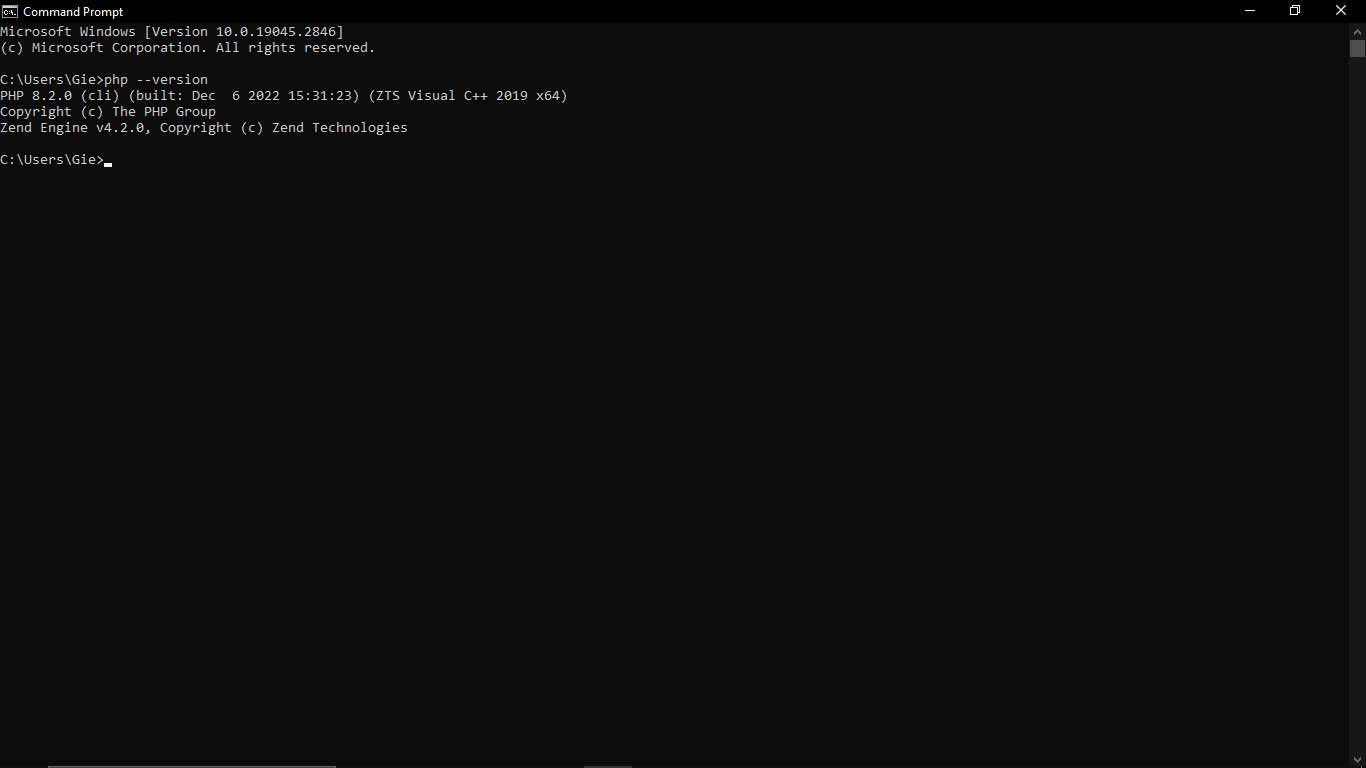 Command Prompt
Microsoft Windows [Version 10.0.19045.2846]
(c) Microsoft Corporation. All rights reserved.
C:\Users\Gie>php --version
PHP 8.2.0 (cli) (built: Dec  6 2022 15:31:23) (ZTS Visual C++ 2019 x64)
Copyright (c) The PHP Group
Zend Engine v4.2.0, Copyright (c) Zend Technologies
C:\Users\Gie>